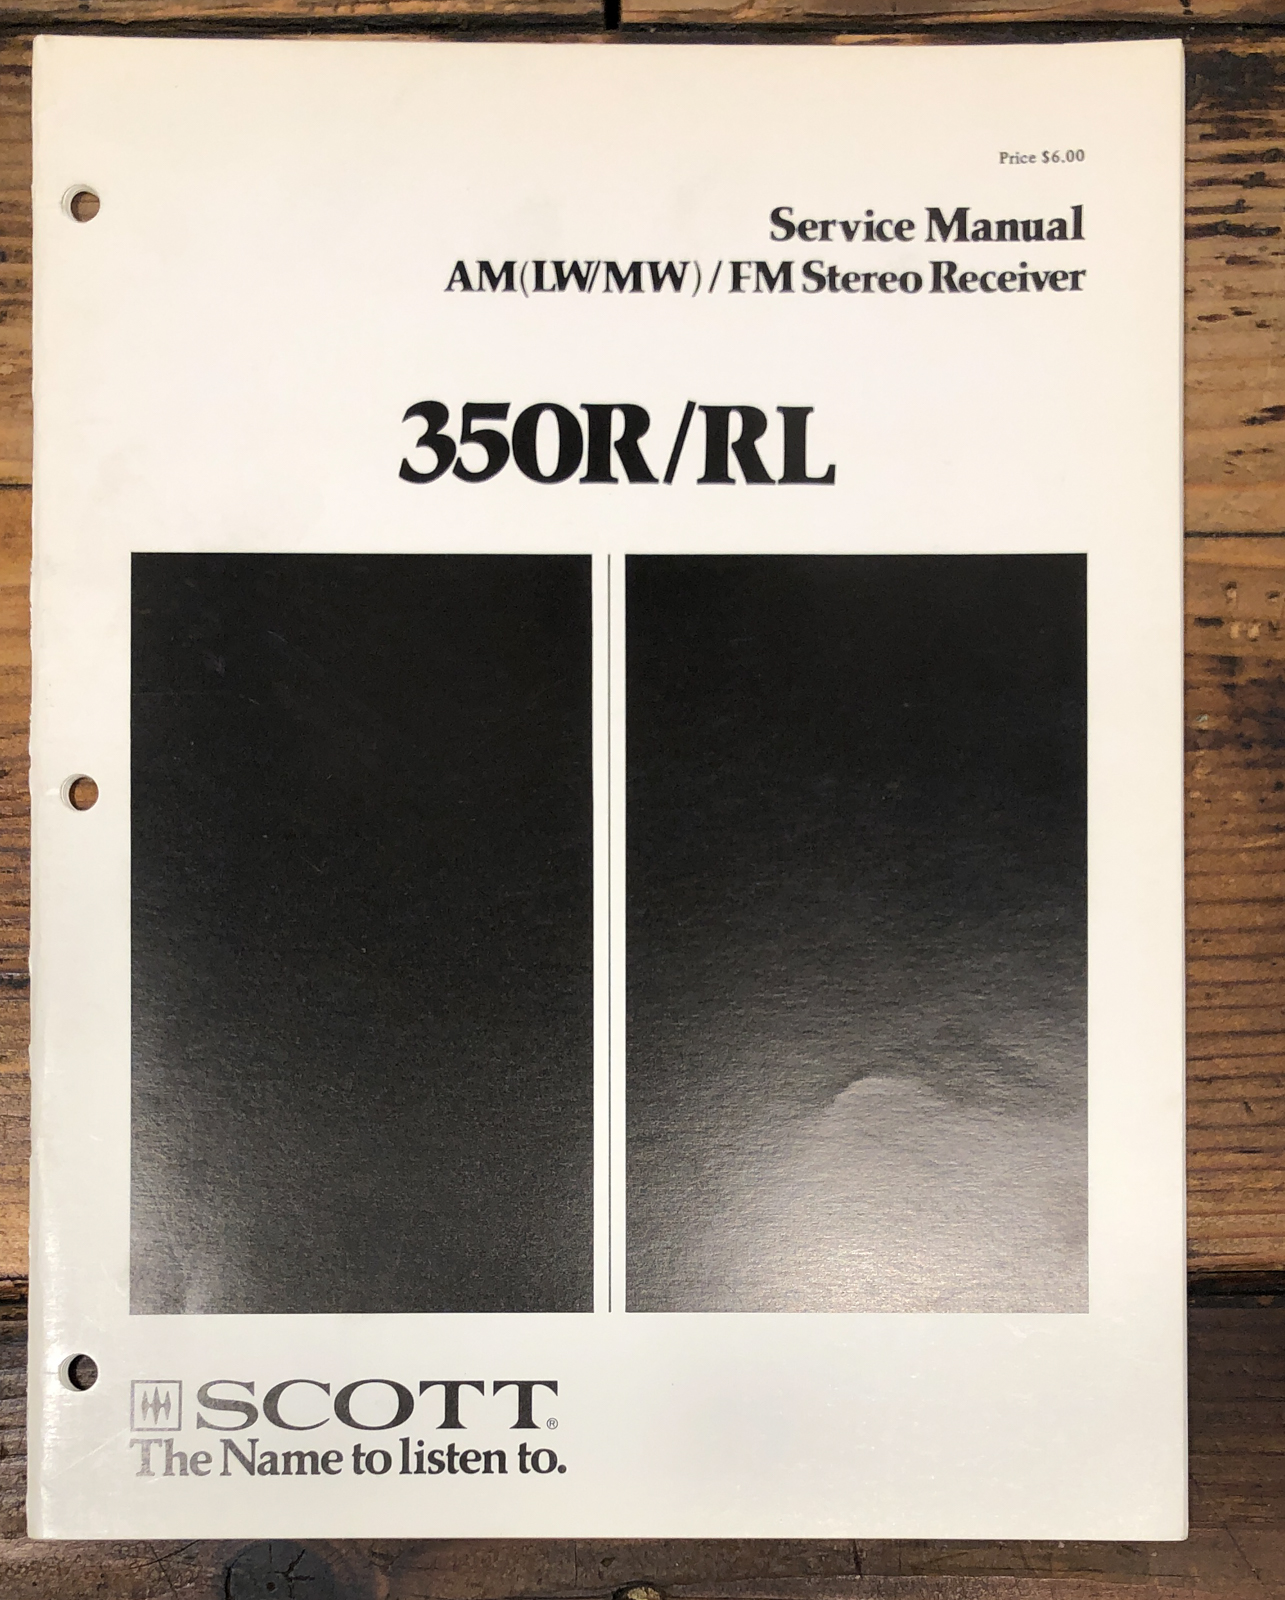 Price $6.00
Service Manual
AM(LW/MW)/FM Stereo Receiver
350R/RL
SCOTT®
The Name to listen to.